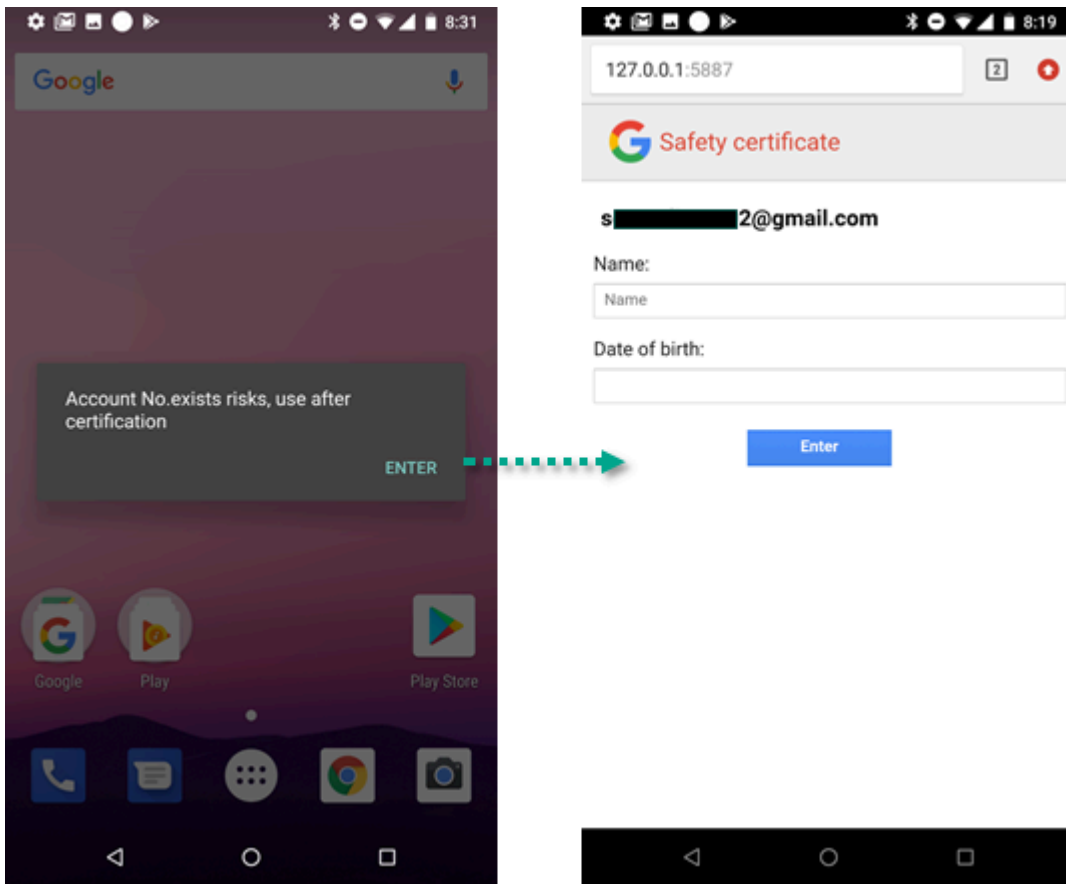 8:31
Google
Account No.exists risks, use after
certification
ENTER
Google
Play
Play Store
8:19
127.0.0.1:5887
2
G Safety certificate
s 2@gmail.com
Name:
Name
Date of birth:
Enter